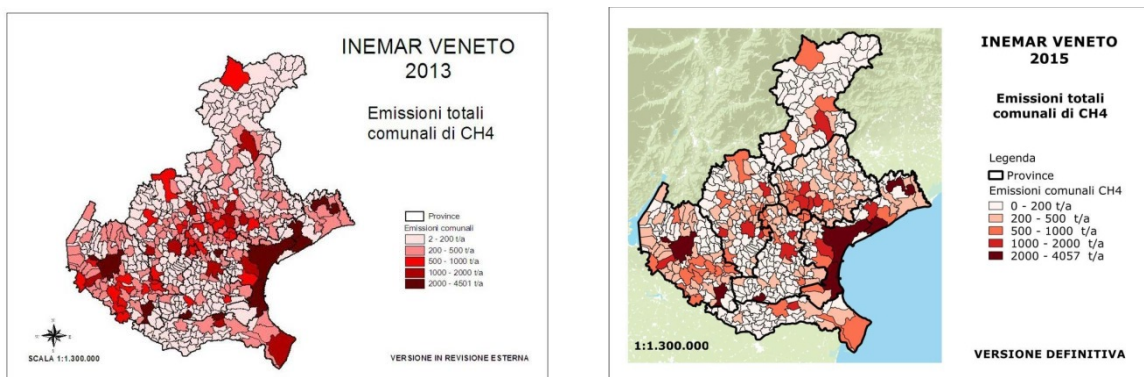 INEMAR VENETO
2013
Emissioni totali
comunali di CH4
Province
Emissioni comunali
2 - 200 t/a
200 - 500 t/a
500 - 1000 t/a
1000 - 2000 t/a
2000 - 4501 t/a
SCALA 1:1.300.000
VERSIONE IN REVISIONE ESTERNA
INEMAR VENETO
2015
Emissioni totali
comunali di CH4
Legenda
Province
Emissioni comunali CH4
0 - 200 t/a
200 - 500 t/a
500 - 1000 t/a
1000 - 2000 t/a
2000 - 4057 t/a
1:1.300.000
VERSIONE DEFINITIVA